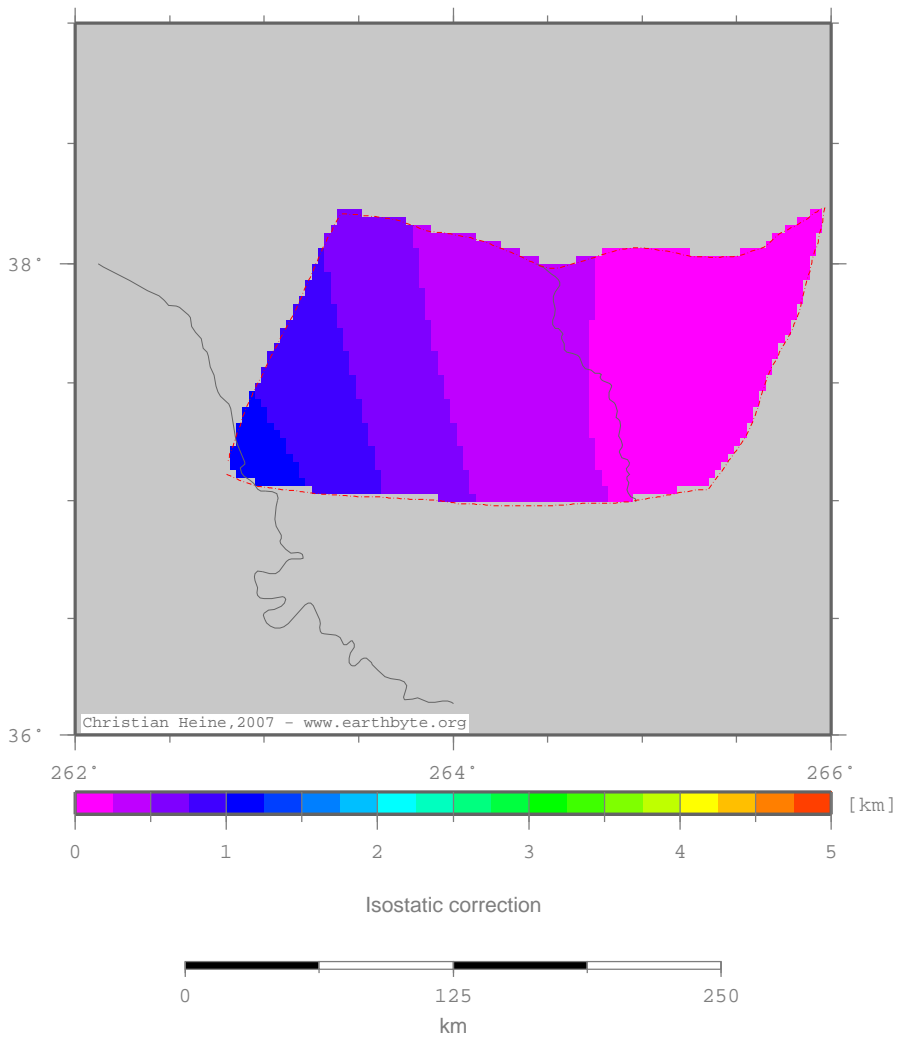 38°
36°
Christian Heine,2007 - www.earthbyte.org
262° 264° 266°
[km]
0 1 2 3 4 5
Isostatic correction
0 125 250
km